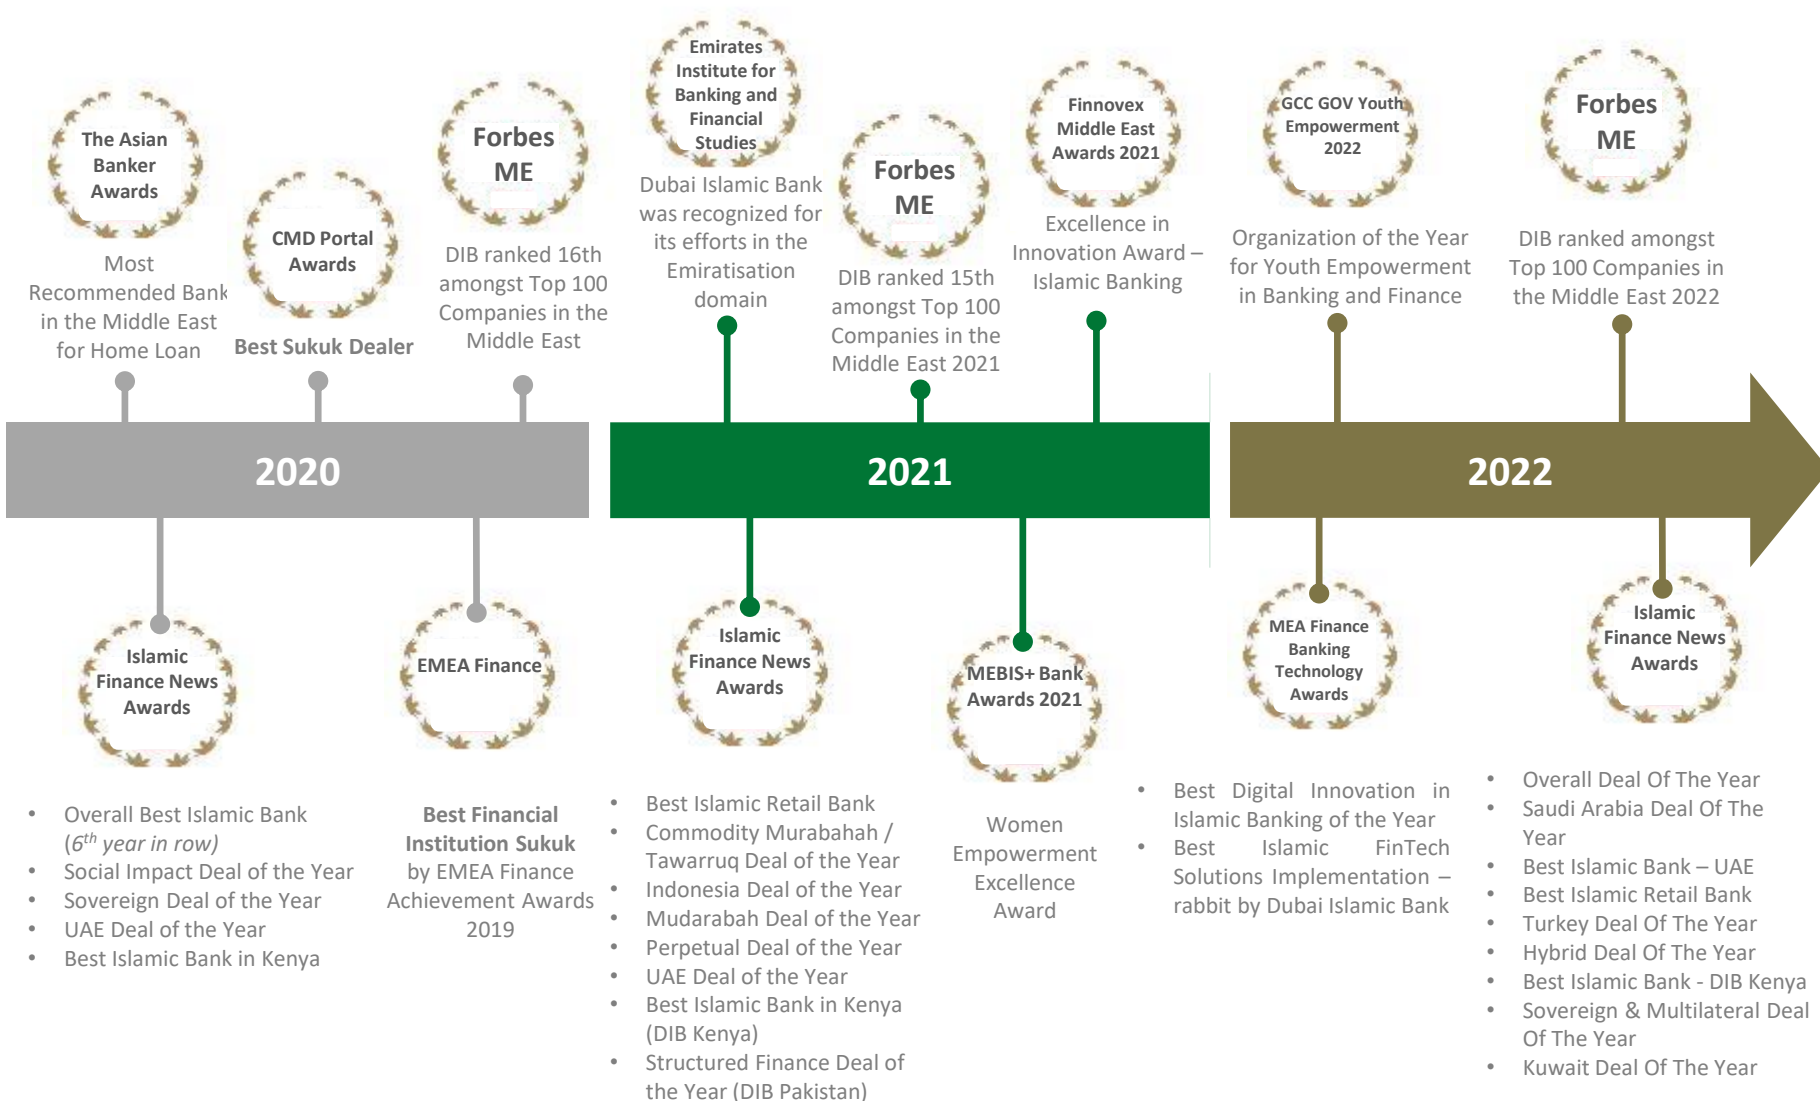 The Asian
Banker
Awards
Most
Recommended Bank
in the Middle East
for Home Loan
CMD Portal
Awards
Best Sukuk Dealer
Forbes
ME
DIB ranked 16th
amongst Top 100
Companies in the
Middle East
Emirates
Institute for
Banking and
Financial
Studies
Dubai Islamic Bank
was recognized for
its efforts in the
Emiratisation
domain
Forbes
ME
DIB ranked 15th
amongst Top 100
Companies in the
Middle East 2021
Finnovex
Middle East
Awards 2021
Excellence in
Innovation Award –
Islamic Banking
GCC GOV Youth
Empowerment
2022
Organization of the Year
for Youth Empowerment
in Banking and Finance
Forbes
ME
DIB ranked amongst
Top 100 Companies in
the Middle East 2022
2020
2021
2022
Islamic
Finance News
Awards
• Overall Best Islamic Bank
(6th year in row)
• Social Impact Deal of the Year
• Sovereign Deal of the Year
• UAE Deal of the Year
• Best Islamic Bank in Kenya
EMEA Finance
Best Financial
Institution Sukuk
by EMEA Finance
Achievement Awards
2019
Islamic
Finance News
Awards
• Best Islamic Retail Bank
• Commodity Murabahah /
Tawarruq Deal of the Year
• Indonesia Deal of the Year
• Mudarabah Deal of the Year
• Perpetual Deal of the Year
• UAE Deal of the Year
• Best Islamic Bank in Kenya
(DIB Kenya)
• Structured Finance Deal of
the Year (DIB Pakistan)
MEBIS+ Bank
Awards 2021
Women
Empowerment
Excellence
Award
MEA Finance
Banking
Technology
Awards
• Best Digital Innovation in
Islamic Banking of the Year
• Best Islamic FinTech
Solutions Implementation –
rabbit by Dubai Islamic Bank
Islamic
Finance News
Awards
• Overall Deal Of The Year
• Saudi Arabia Deal Of The
Year
• Best Islamic Bank – UAE
• Best Islamic Retail Bank
• Turkey Deal Of The Year
• Hybrid Deal Of The Year
• Best Islamic Bank - DIB Kenya
• Sovereign & Multilateral Deal
Of The Year
• Kuwait Deal Of The Year